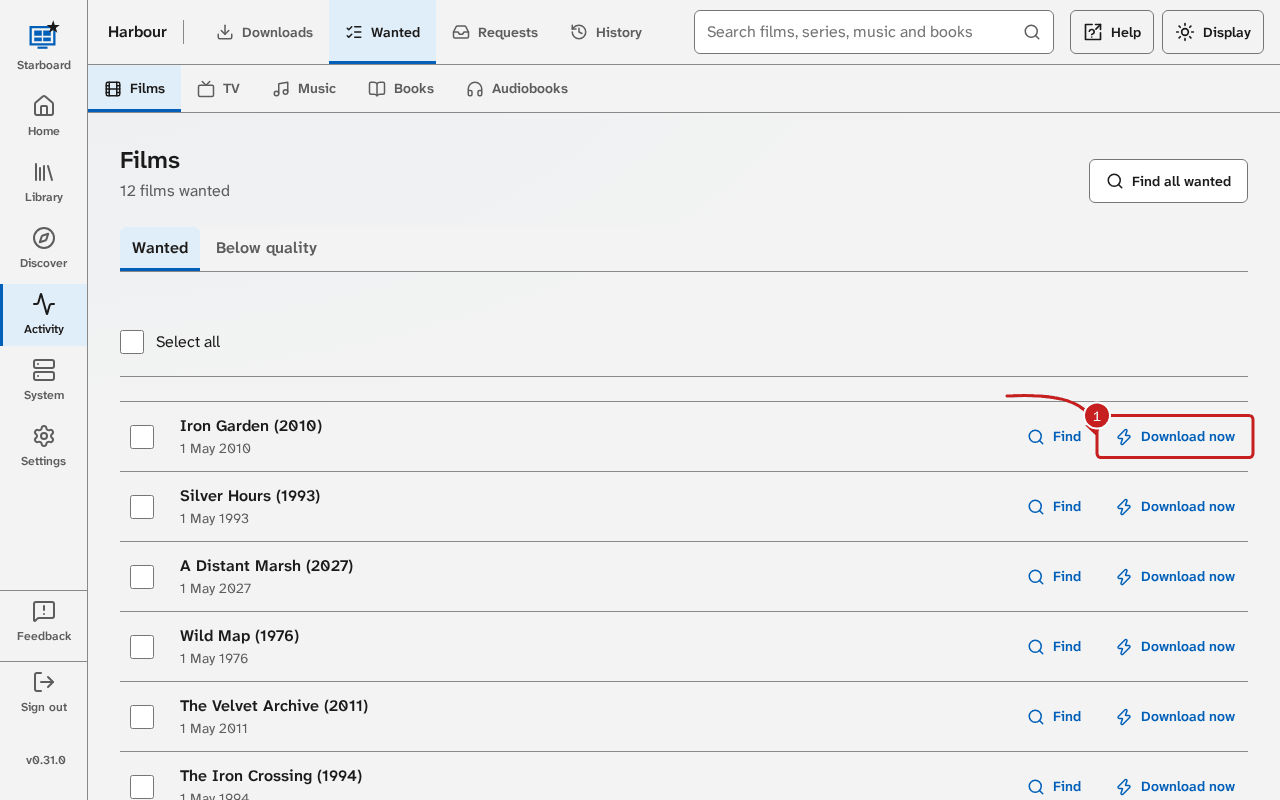 Starboard
Home
Library
Discover
Activity
System
Settings
Feedback
Sign out
v0.31.0
Harbour
Downloads
Wanted
Requests
History
Search films, series, music and books
Help
Display
Films
TV
Music
Books
Audiobooks
Films
12 films wanted
Find all wanted
Wanted
Below quality
Select all
Iron Garden (2010)
1 May 2010
Find
1
Download now
Silver Hours (1993)
1 May 1993
Find
Download now
A Distant Marsh (2027)
1 May 2027
Find
Download now
Wild Map (1976)
1 May 1976
Find
Download now
The Velvet Archive (2011)
1 May 2011
Find
Download now
The Iron Crossing (1994)
1 May 1994
Find
Download now